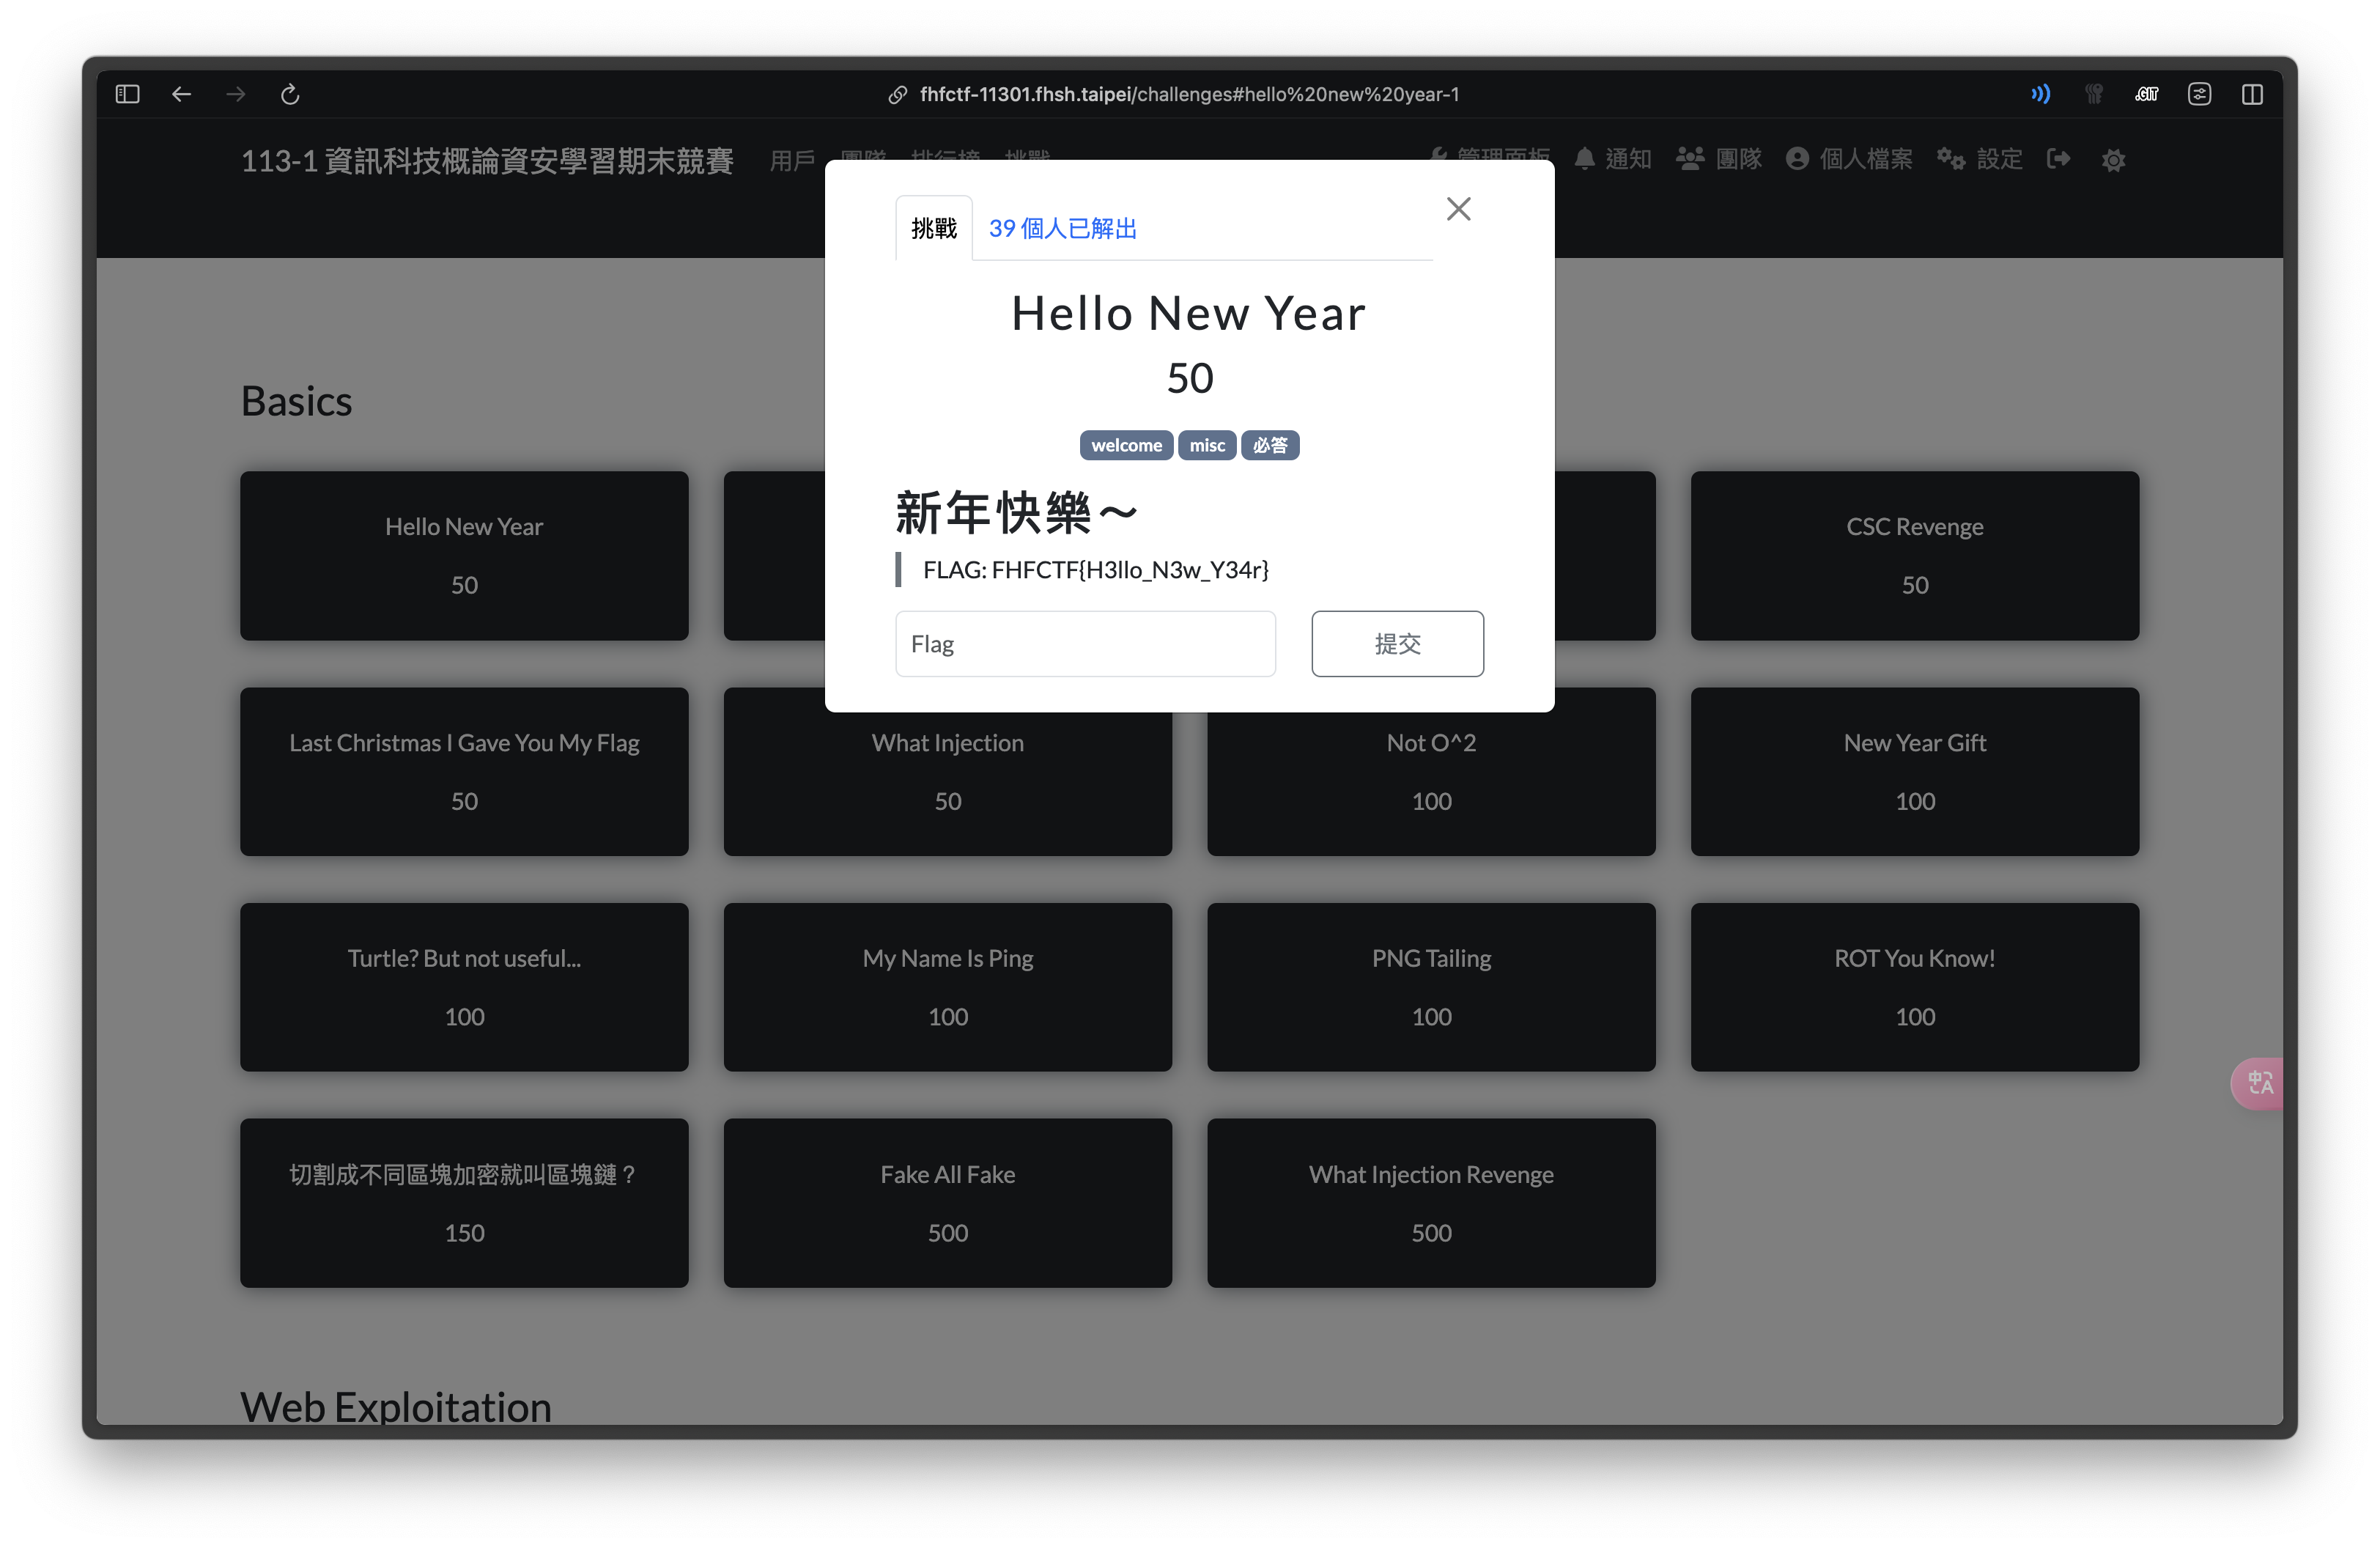 fhfctf-11301.fhsh.taipei/challenges#hello%20new%20year-1
.GIT
113-1 資訊科技概論資安學習期末競賽 用戶 團隊 排行榜 挑戰 管理面板 通知 團隊 個人檔案 設定
挑戰 39 個人已解出
Hello New Year
50
welcome misc 必答
新年快樂～
FLAG: FHFCTF{H3llo_N3w_Y34r}
Flag 提交
Basics
Hello New Year
50
CSC Revenge
50
Last Christmas I Gave You My Flag
50
What Injection
50
Not O^2
100
New Year Gift
100
Turtle? But not useful...
100
My Name Is Ping
100
PNG Tailing
100
ROT You Know!
100
切割成不同區塊加密就叫區塊鏈？
150
Fake All Fake
500
What Injection Revenge
500
中A
Web Exploitation